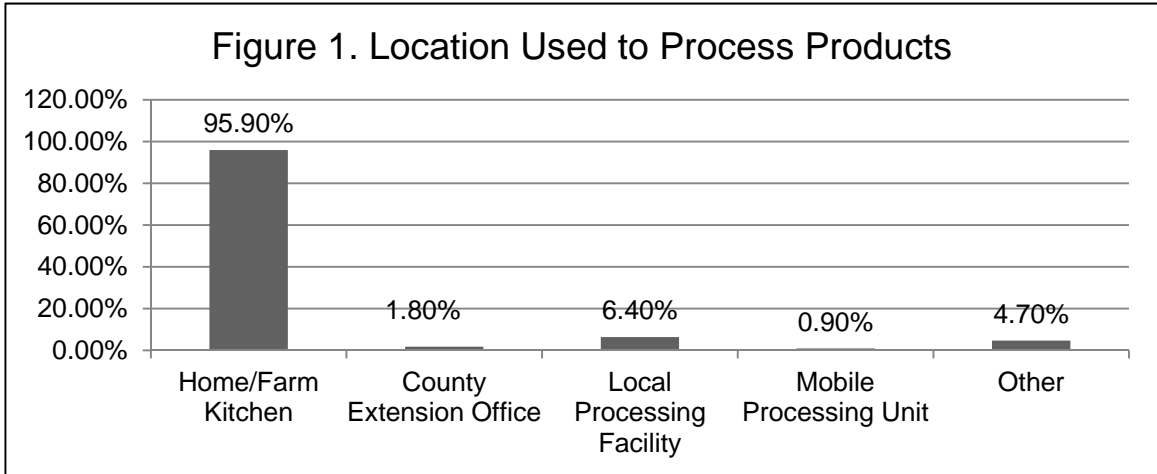 Figure 1. Location Used to Process Products
120.00%
100.00%
80.00%
60.00%
40.00%
20.00%
0.00%
95.90%
1.80%
6.40%
0.90%
4.70%
Home/Farm
Kitchen
County
Extension Office
Local
Processing
Facility
Mobile
Processing Unit
Other